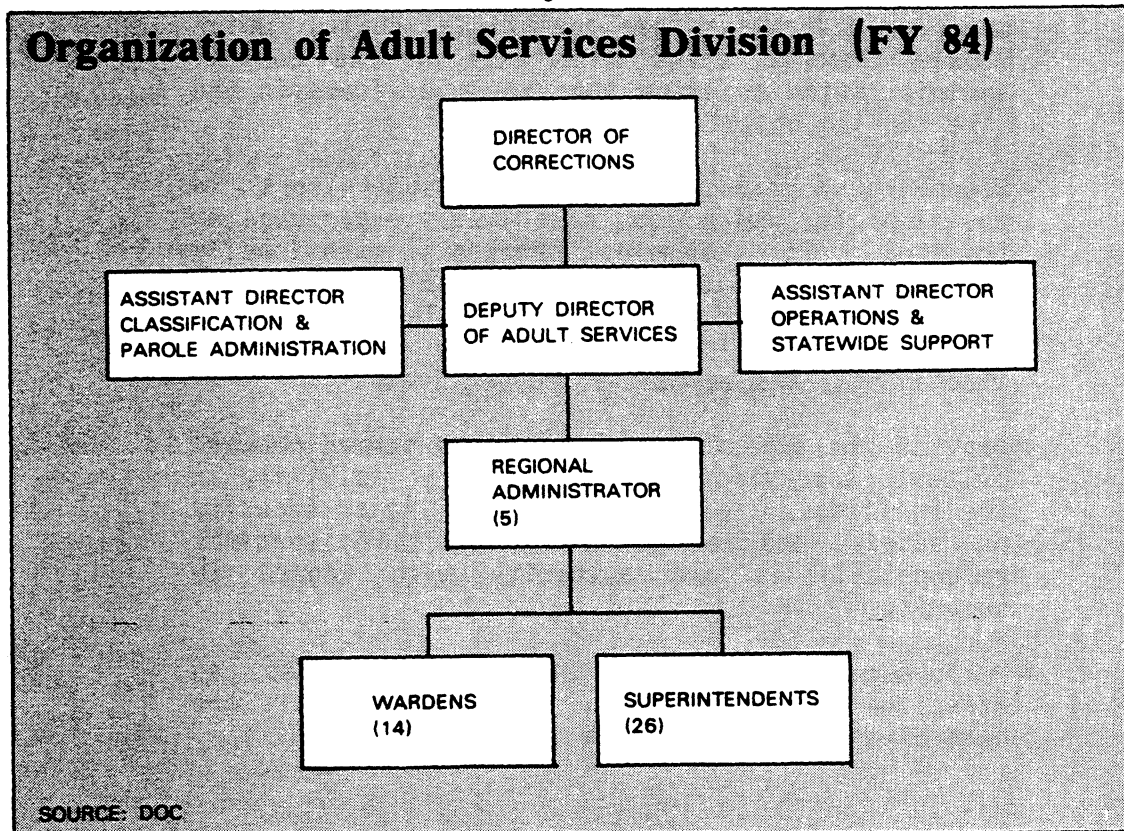 Organization of Adult Services Division (FY 84)
DIRECTOR OF
CORRECTIONS
ASSISTANT DIRECTOR
CLASSIFICATION &
PAROLE ADMINISTRATION
DEPUTY DIRECTOR
OF ADULT SERVICES
ASSISTANT DIRECTOR
OPERATIONS &
STATEWIDE SUPPORT
REGIONAL
ADMINISTRATOR
(5)
WARDENS
(14)
SUPERINTENDENTS
(26)
SOURCE: DOC